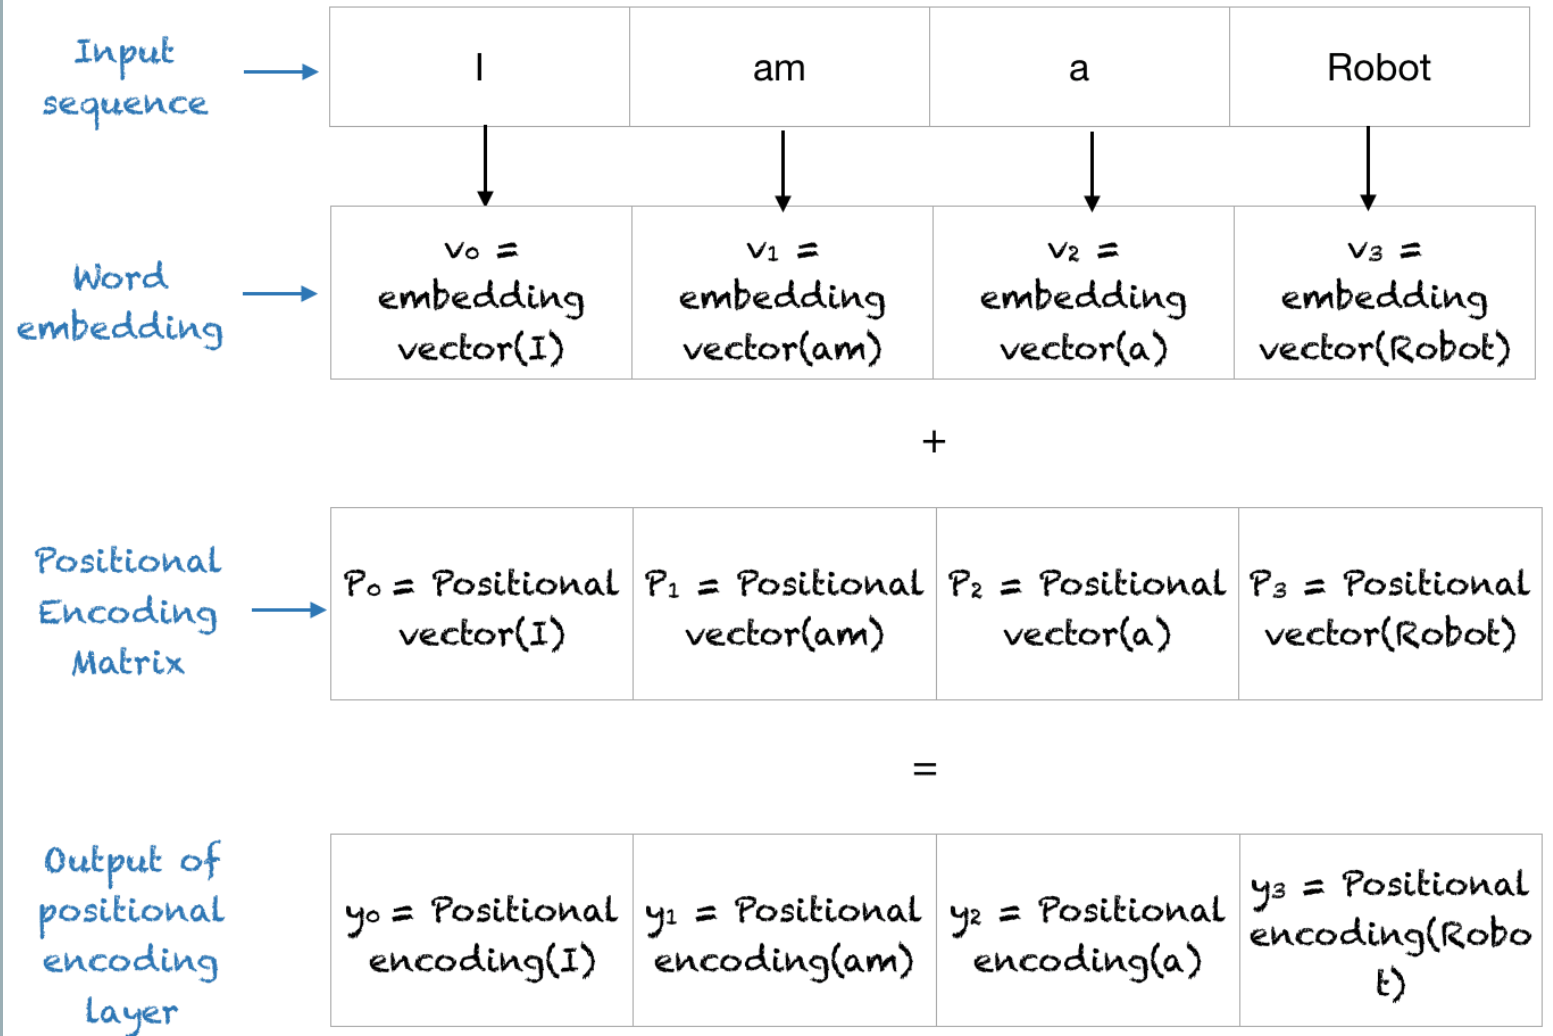 Input
sequence
I
am
a
Robot
Word
embedding
v₀ =
embedding
vector(I)
v₁ =
embedding
vector(am)
v₂ =
embedding
vector(a)
v₃ =
embedding
vector(Robot)
+
Positional
Encoding
Matrix
P₀ = Positional
vector(I)
P₁ = Positional
vector(am)
P₂ = Positional
vector(a)
P₃ = Positional
vector(Robot)
=
Output of
positional
encoding
layer
y₀ = Positional
encoding(I)
y₁ = Positional
encoding(am)
y₂ = Positional
encoding(a)
y₃ = Positional
encoding(Robo
t)